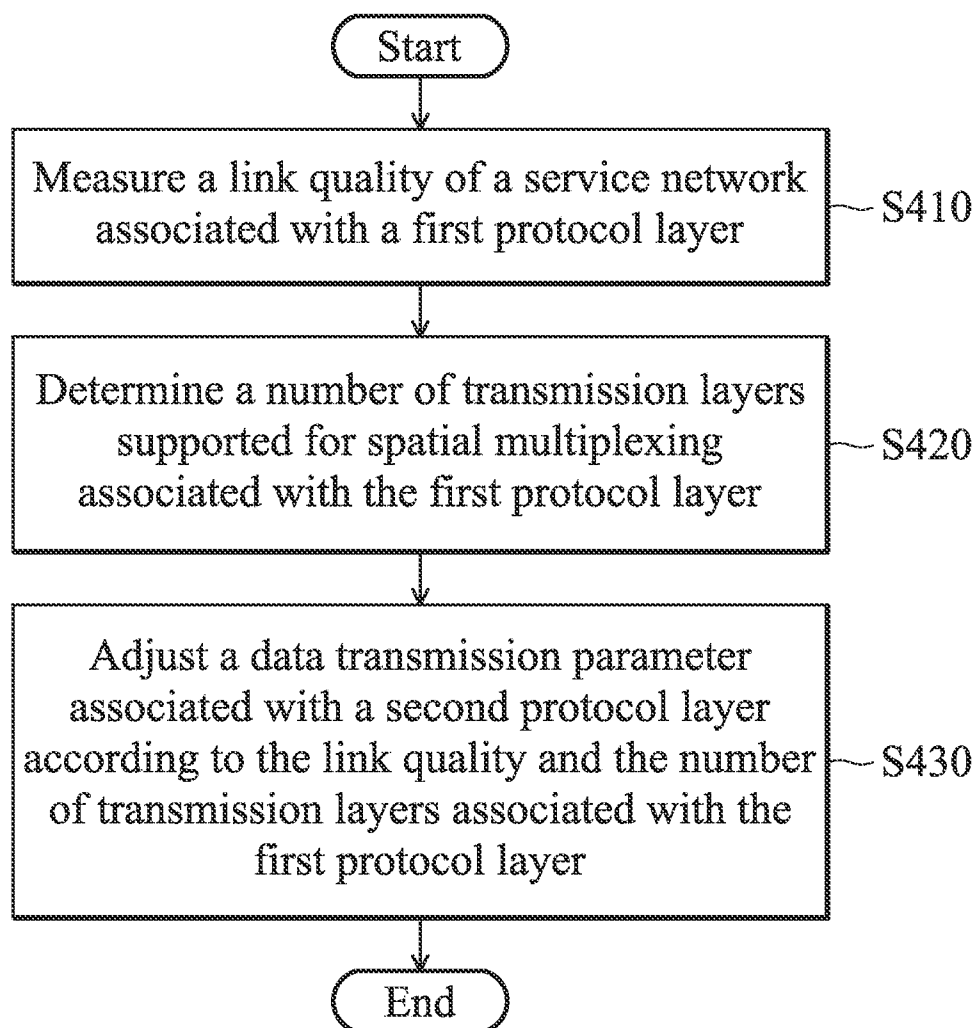 Start
Measure a link quality of a service network
associated with a first protocol layer
S410
Determine a number of transmission layers
supported for spatial multiplexing
associated with the first protocol layer
S420
Adjust a data transmission parameter
associated with a second protocol layer
according to the link quality and the number
of transmission layers associated with the
first protocol layer
S430
End